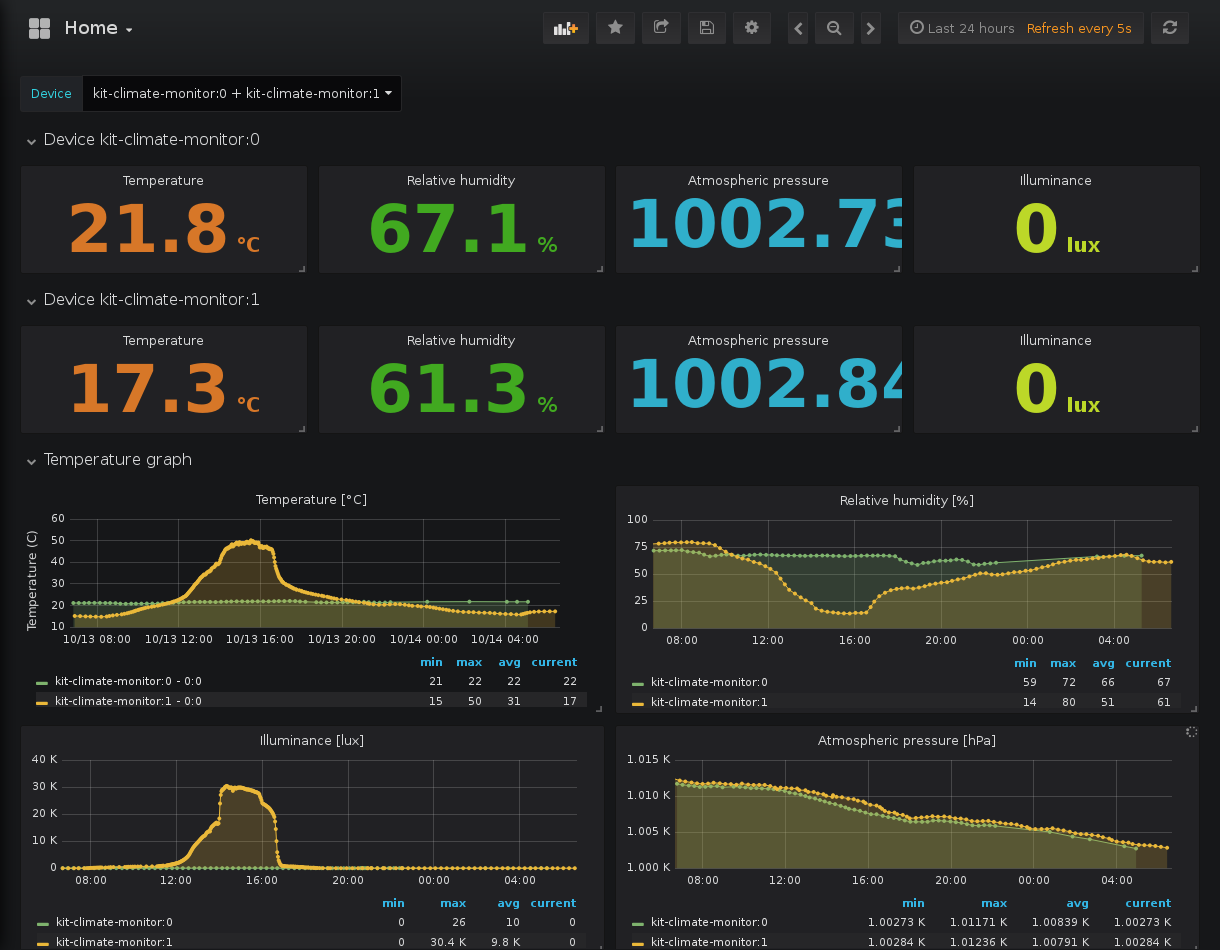 Home
Last 24 hours Refresh every 5s
Device kit-climate-monitor:0 + kit-climate-monitor:1
Device kit-climate-monitor:0
Temperature Relative humidity Atmospheric pressure Illuminance
21.8 °C 67.1 % 1002.73 0 lux
Device kit-climate-monitor:1
Temperature Relative humidity Atmospheric pressure Illuminance
17.3 °C 61.3 % 1002.84 0 lux
Temperature graph
Temperature [°C]
Temperature (C)
60
50
40
30
20
10
10/13 08:00 10/13 12:00 10/13 16:00 10/13 20:00 10/14 00:00 10/14 04:00
min max avg current
kit-climate-monitor:0 - 0:0 21 22 22 22
kit-climate-monitor:1 - 0:0 15 50 31 17
Relative humidity [%]
100
75
50
25
0
08:00 12:00 16:00 20:00 00:00 04:00
min max avg current
kit-climate-monitor:0 59 72 66 67
kit-climate-monitor:1 14 80 51 61
Illuminance [lux]
40 K
30 K
20 K
10 K
0
08:00 12:00 16:00 20:00 00:00 04:00
min max avg current
kit-climate-monitor:0 0 26 10 0
kit-climate-monitor:1 0 30.4 K 9.8 K 0
Atmospheric pressure [hPa]
1.015 K
1.010 K
1.005 K
1.000 K
08:00 12:00 16:00 20:00 00:00 04:00
min max avg current
kit-climate-monitor:0 1.00273 K 1.01171 K 1.00839 K 1.00273 K
kit-climate-monitor:1 1.00284 K 1.01236 K 1.00791 K 1.00284 K